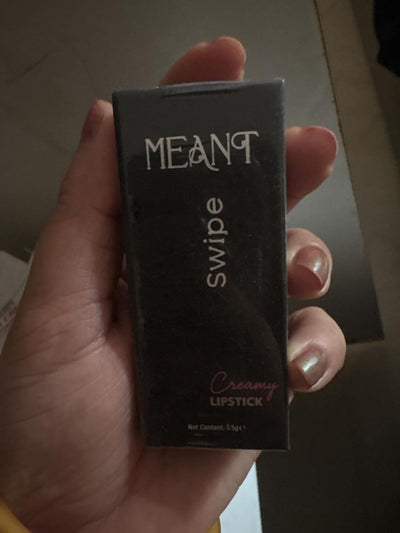 MEANT
Swipe
Creamy
LIPSTICK
Net Content: 3.5g ℮